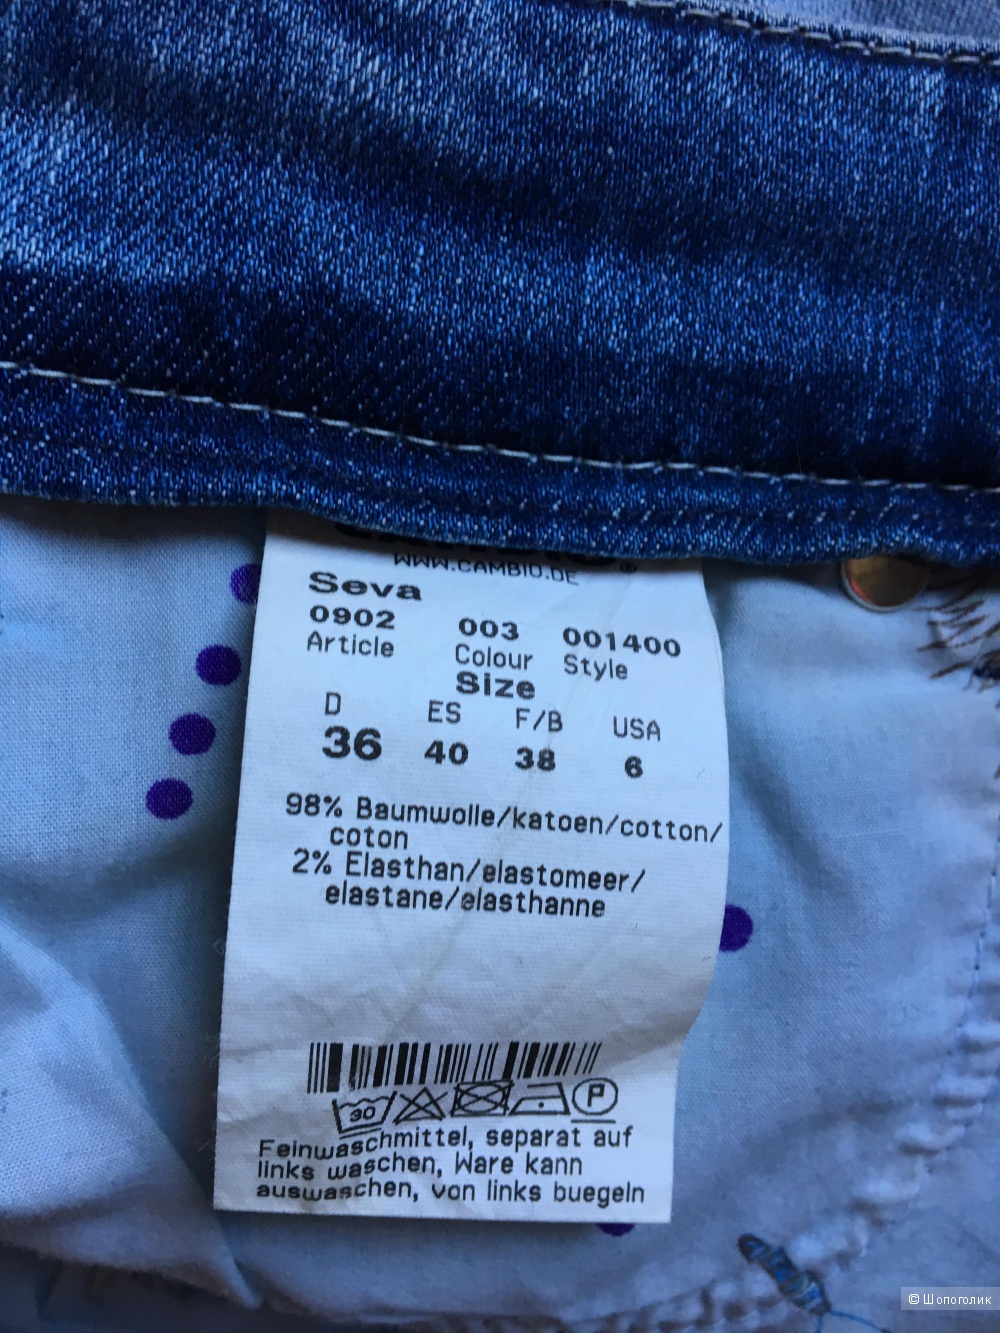 WWW.CAMBIO.DE
Seva
0902 003 001400
Article Colour Style
Size
D ES F/B USA
36 40 38 6
98% Baumwolle/katoen/cotton/
coton
2% Elasthan/elastomeer/
elastane/elasthanne
30 P
Feinwaschmittel, separat auf
links waschen, Ware kann
auswaschen, von links buegeln
© Шопоголик